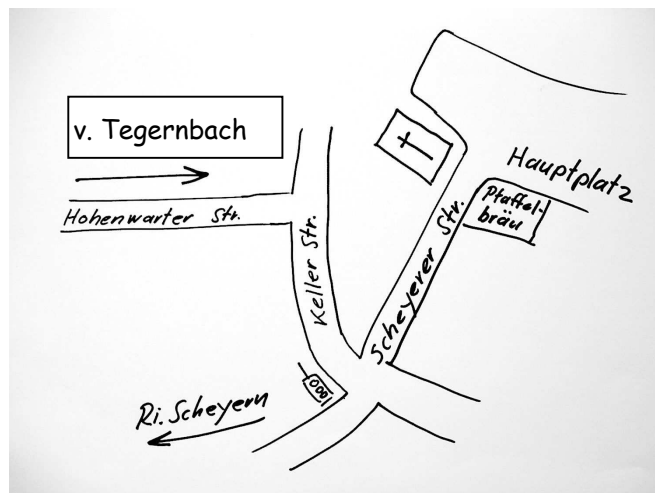 v. Tegernbach
Hohenwarter Str.
Keller Str.
Scheyerer Str.
Hauptplatz
Pfaffel-
bräu
Ri. Scheyern